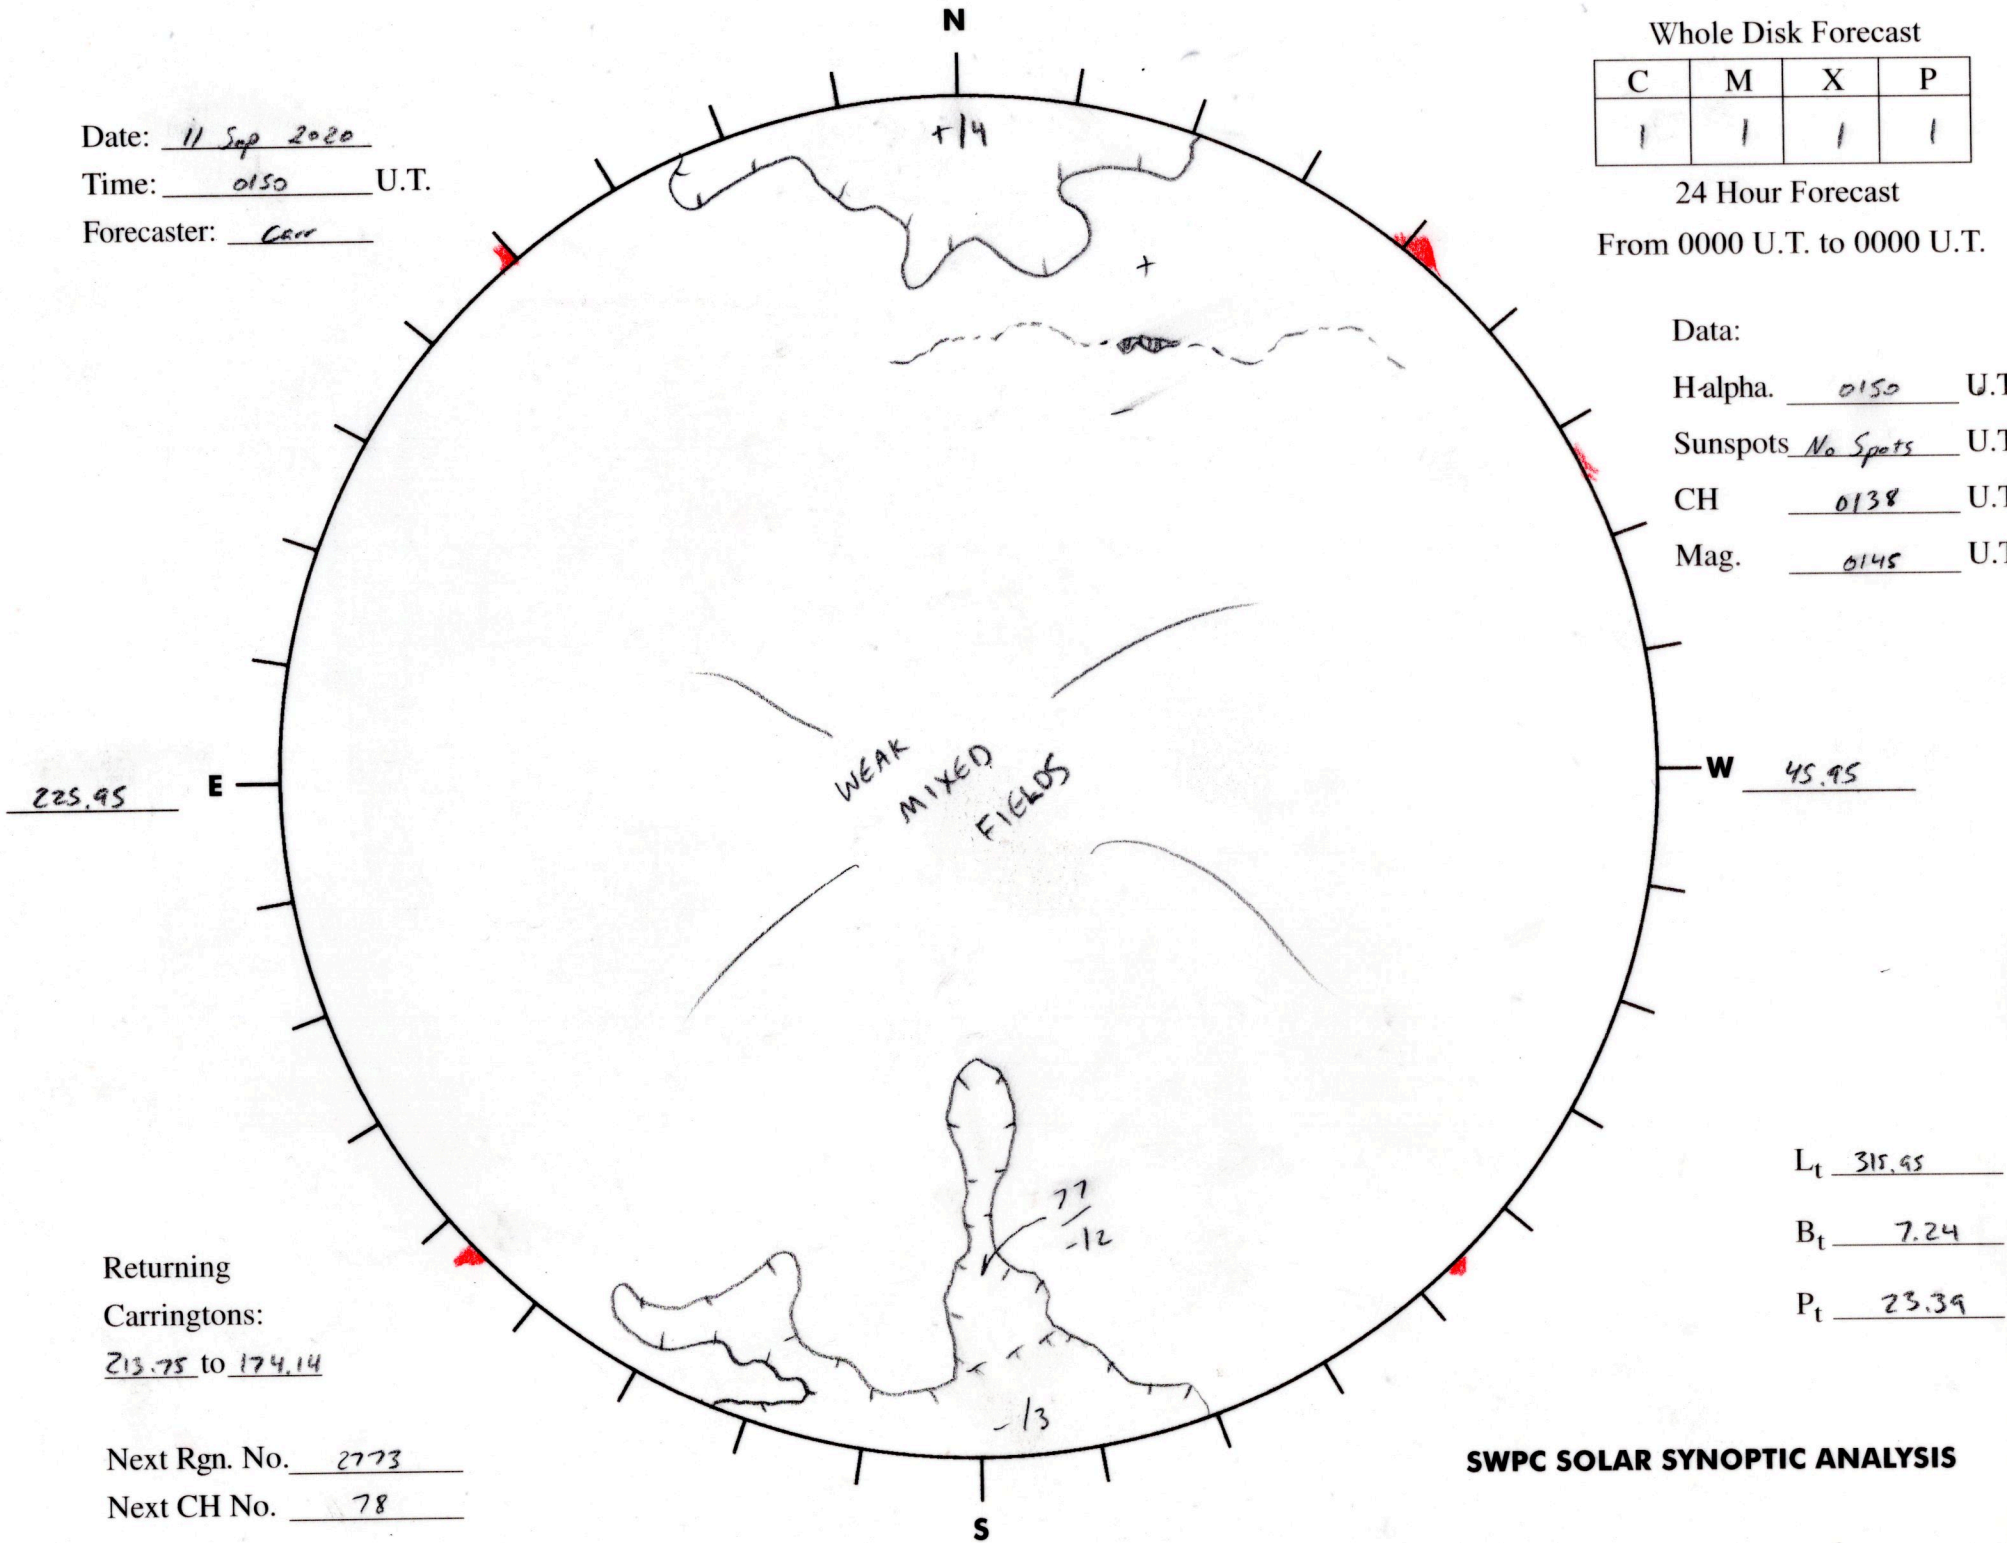 N
Whole Disk Forecast
C M X P
1 1 1 1
24 Hour Forecast
From 0000 U.T. to 0000 U.T.
Date: 11 Sep 2020
Time: 0150 U.T.
Forecaster: Carr
+14
+
Data:
H-alpha. 0150 U.T
Sunspots No Spots U.T
CH 0138 U.T
Mag. 0145 U.T
WEAK
MIXED
FIELDS
225.95 E
W 45.95
77
-12
-13
Lt 315.95
Bt 7.24
Pt 23.39
Returning
Carringtons:
213.75 to 174.14
Next Rgn. No. 2773
Next CH No. 78
SWPC SOLAR SYNOPTIC ANALYSIS
S